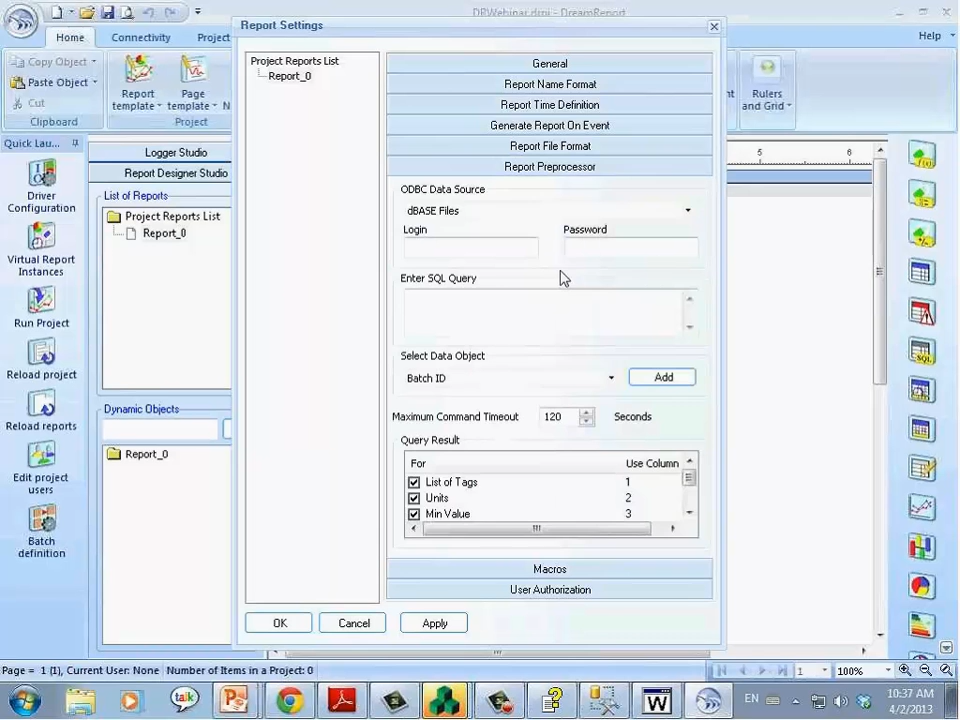 DRWebinar.drpj - DreamReport
Report Settings
Home
Connectivity
Project
Help
Copy Object
Paste Object
Cut
Clipboard
Report template
Page template
N
Project
nt
Rulers and Grid
Quick Lau...
Driver Configuration
Virtual Report Instances
Run Project
Reload project
Reload reports
Edit project users
Batch definition
Logger Studio
Report Designer Studio
List of Reports
Project Reports List
Report_0
Dynamic Objects
Report_0
Project Reports List
Report_0
General
Report Name Format
Report Time Definition
Generate Report On Event
Report File Format
Report Preprocessor
ODBC Data Source
dBASE Files
Login
Password
Enter SQL Query
Select Data Object
Batch ID
Add
Maximum Command Timeout
120
Seconds
Query Result
For
Use Column
List of Tags
1
Units
2
Min Value
3
Macros
User Authorization
OK
Cancel
Apply
5
6
SQL
Page = 1 (1), Current User: None
Number of Items in a Project: 0
1
100%
talk
EN
10:37 AM
4/2/2013